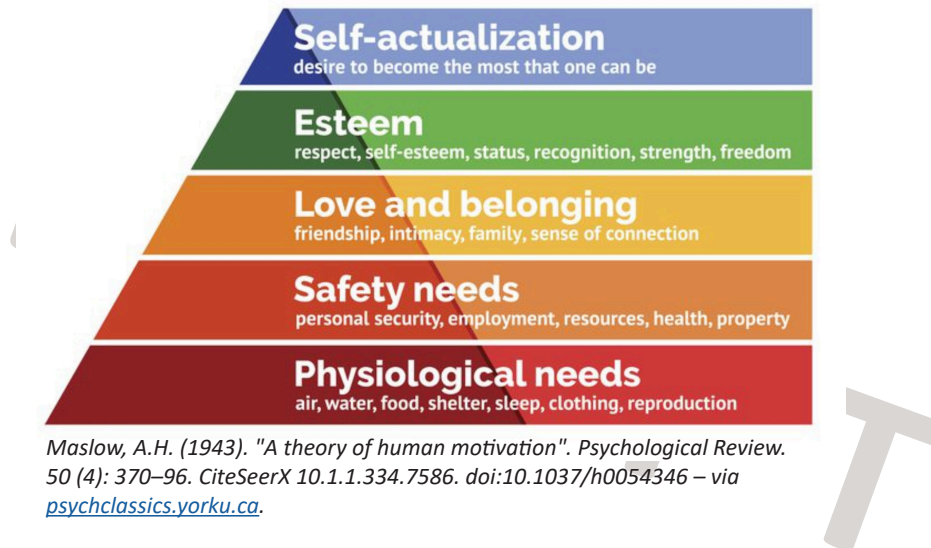 Self-actualization
desire to become the most that one can be
Esteem
respect, self-esteem, status, recognition, strength, freedom
Love and belonging
friendship, intimacy, family, sense of connection
Safety needs
personal security, employment, resources, health, property
Physiological needs
air, water, food, shelter, sleep, clothing, reproduction
Maslow, A.H. (1943). "A theory of human motivation". Psychological Review.
50 (4): 370–96. CiteSeerX 10.1.1.334.7586. doi:10.1037/h0054346 – via
psychclassics.yorku.ca.
T